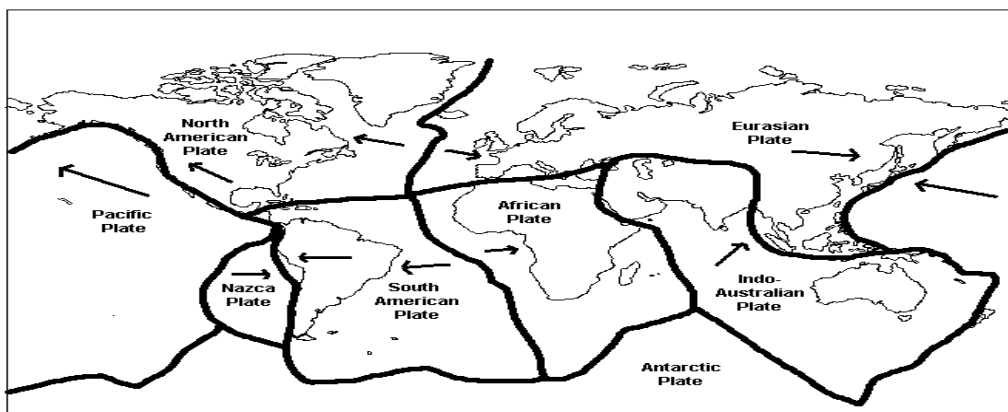 North
American
Plate
Eurasian
Plate
Pacific
Plate
African
Plate
Nazca
Plate
South
American
Plate
Indo-
Australian
Plate
Antarctic
Plate